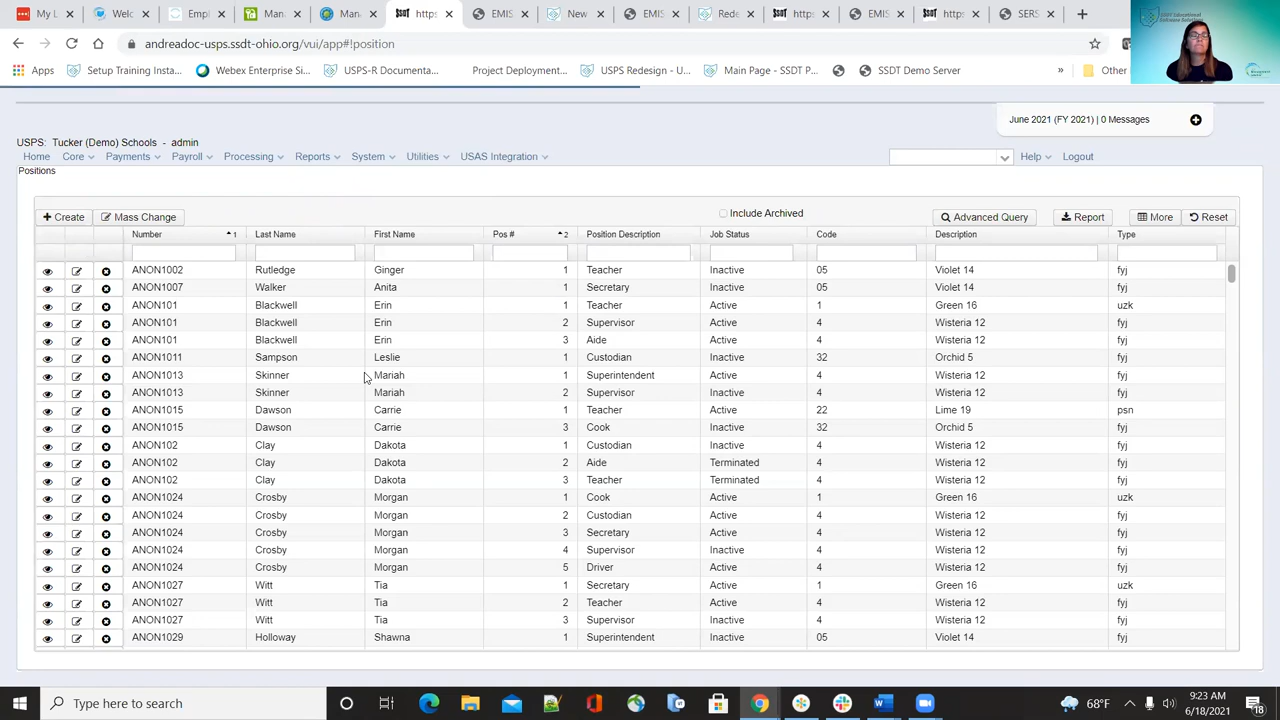 My L
Welc
Empl
Man
Mana
https
EMIS
New
EMIS
Rede
https
EMI
https
SERS
andreadoc-usps.ssdt-ohio.org/vui/app#!position
Apps
Setup Training Insta...
Webex Enterprise Si...
USPS-R Documenta...
Project Deployment...
USPS Redesign - U...
Main Page - SSDT P...
SSDT Demo Server
»
Other
June 2021 (FY 2021) | 0 Messages
USPS: Tucker (Demo) Schools - admin
Home Core Payments Payroll Processing Reports System Utilities USAS Integration Help Logout
Positions
Create Mass Change Include Archived Advanced Query Report More Reset
Number 1 Last Name First Name Pos # 2 Position Description Job Status Code Description Type
ANON1002 Rutledge Ginger 1 Teacher Inactive 05 Violet 14 fyj
ANON1007 Walker Anita 1 Secretary Inactive 05 Violet 14 fyj
ANON101 Blackwell Erin 1 Teacher Active 1 Green 16 uzk
ANON101 Blackwell Erin 2 Supervisor Active 4 Wisteria 12 fyj
ANON101 Blackwell Erin 3 Aide Active 4 Wisteria 12 fyj
ANON1011 Sampson Leslie 1 Custodian Inactive 32 Orchid 5 fyj
ANON1013 Skinner Mariah 1 Superintendent Active 4 Wisteria 12 fyj
ANON1013 Skinner Mariah 2 Supervisor Inactive 4 Wisteria 12 fyj
ANON1015 Dawson Carrie 1 Teacher Active 22 Lime 19 psn
ANON1015 Dawson Carrie 3 Cook Inactive 32 Orchid 5 fyj
ANON102 Clay Dakota 1 Custodian Inactive 4 Wisteria 12 fyj
ANON102 Clay Dakota 2 Aide Terminated 4 Wisteria 12 fyj
ANON102 Clay Dakota 3 Teacher Terminated 4 Wisteria 12 fyj
ANON1024 Crosby Morgan 1 Cook Active 1 Green 16 uzk
ANON1024 Crosby Morgan 2 Custodian Active 4 Wisteria 12 fyj
ANON1024 Crosby Morgan 3 Secretary Active 4 Wisteria 12 fyj
ANON1024 Crosby Morgan 4 Supervisor Inactive 4 Wisteria 12 fyj
ANON1024 Crosby Morgan 5 Driver Active 4 Wisteria 12 fyj
ANON1027 Witt Tia 1 Secretary Active 1 Green 16 uzk
ANON1027 Witt Tia 2 Teacher Active 4 Wisteria 12 fyj
ANON1027 Witt Tia 3 Supervisor Active 4 Wisteria 12 fyj
ANON1029 Holloway Shawna 1 Superintendent Inactive 05 Violet 14 fyj
Type here to search
68°F
9:23 AM
6/18/2021
18